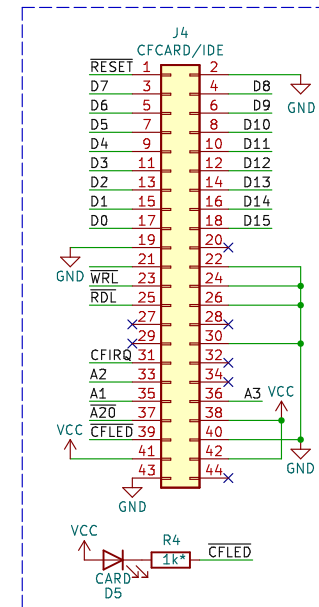 J4
CFCARD/IDE
RESET 1 2
D7 3 4 D8 GND
D6 5 6 D9
D5 7 8 D10
D4 9 10 D11
D3 11 12 D12
D2 13 14 D13
D1 15 16 D14
D0 17 18 D15
19 20
GND 21 22
WRL 23 24
RDL 25 26
27 28
29 30
CFIRQ 31 32
A2 33 34
A1 35 36 A3 VCC
A20 37 38
CFLED 39 40
VCC 41 42 GND
43 44
GND
VCC R4 CFLED
1k*
CARD
D5